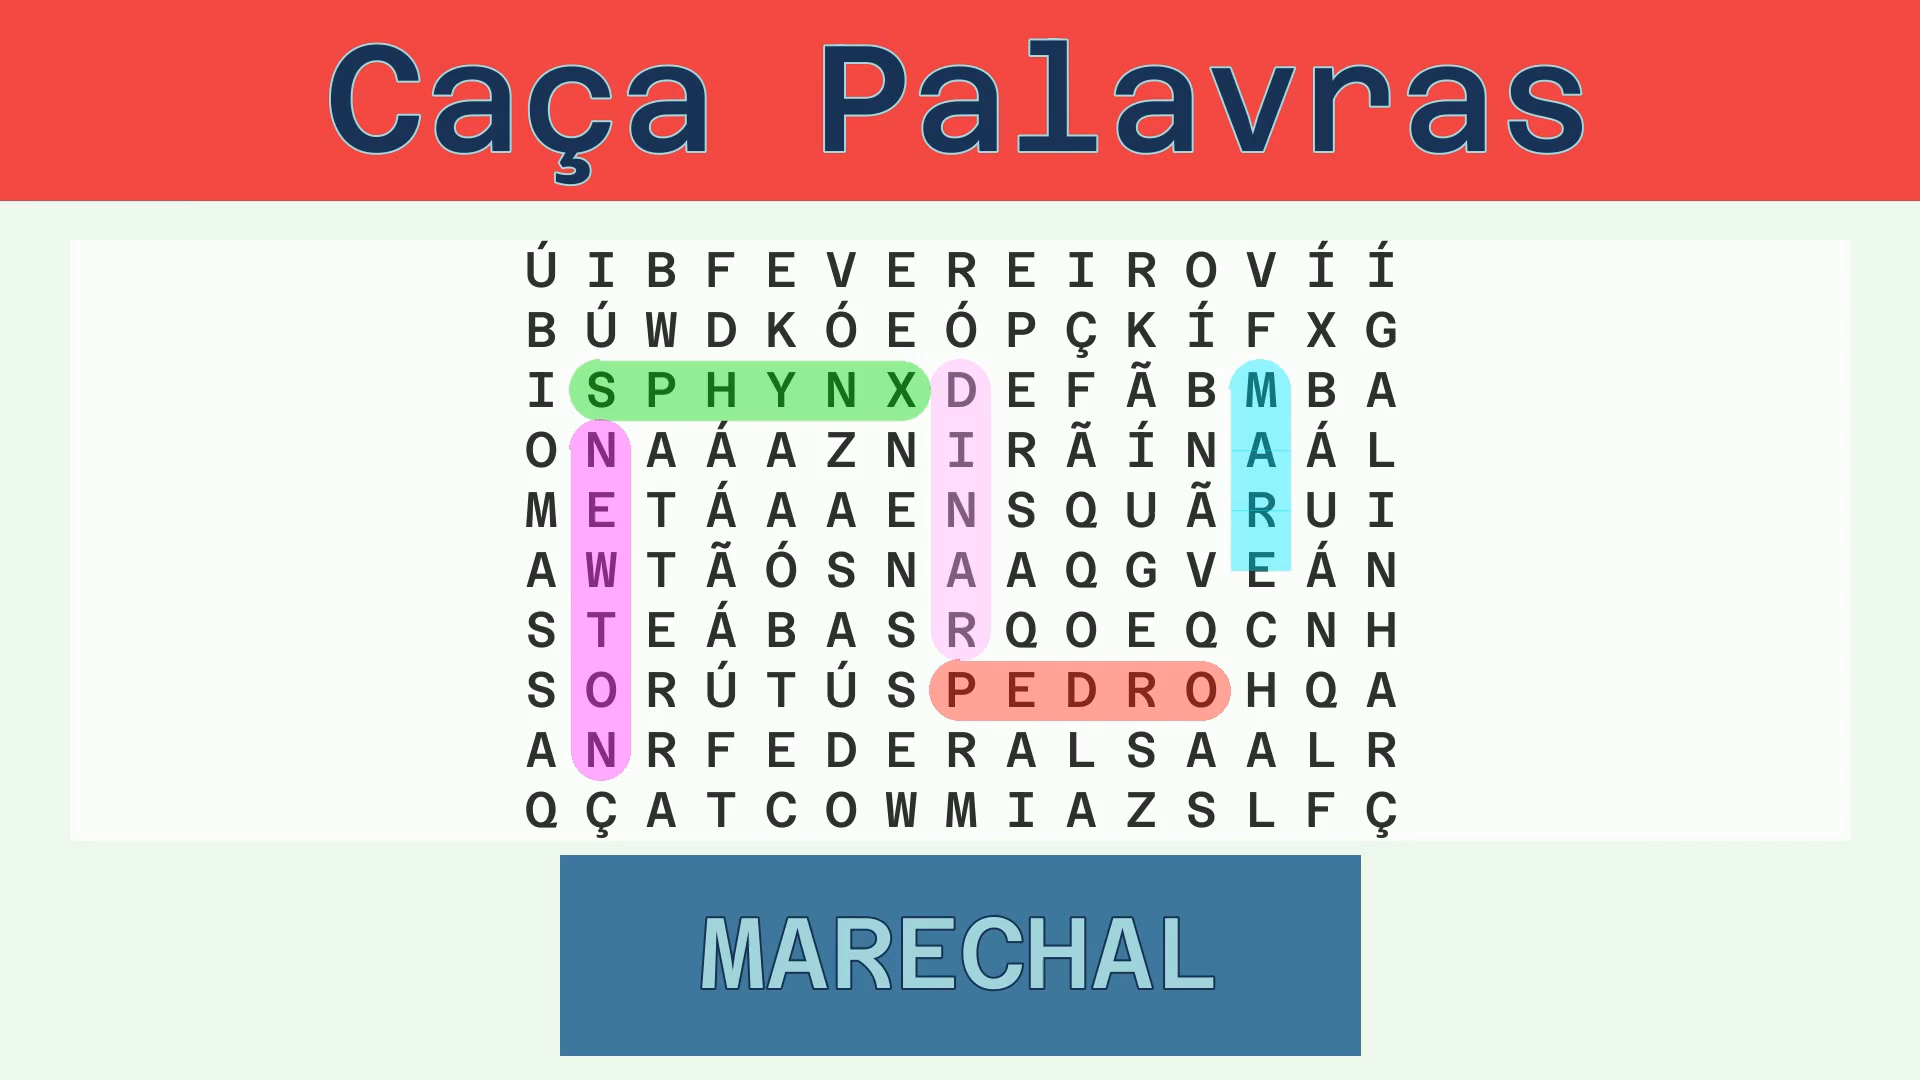 Caça Palavras
Ú I B F E V E R E I R O V Í Í
B Ú W D K Ó E Ó P Ç K Í F X G
I S P H Y N X D E F Ã B M B A
O N A Á A Z N I R Ã Í N A Á L
M E T Á A A E N S Q U Ã R U I
A W T Ã Ó S N A A Q G V E Á N
S T E Á B A S R Q O E Q C N H
S O R Ú T Ú S P E D R O H Q A
A N R F E D E R A L S A A L R
Q Ç A T C O W M I A Z S L F Ç
MARECHAL